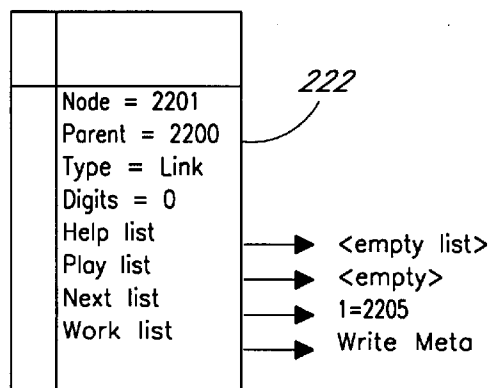 222
Node = 2201
Parent = 2200
Type = Link
Digits = 0
Help list <empty list>
Play list <empty>
Next list 1=2205
Work list Write Meta